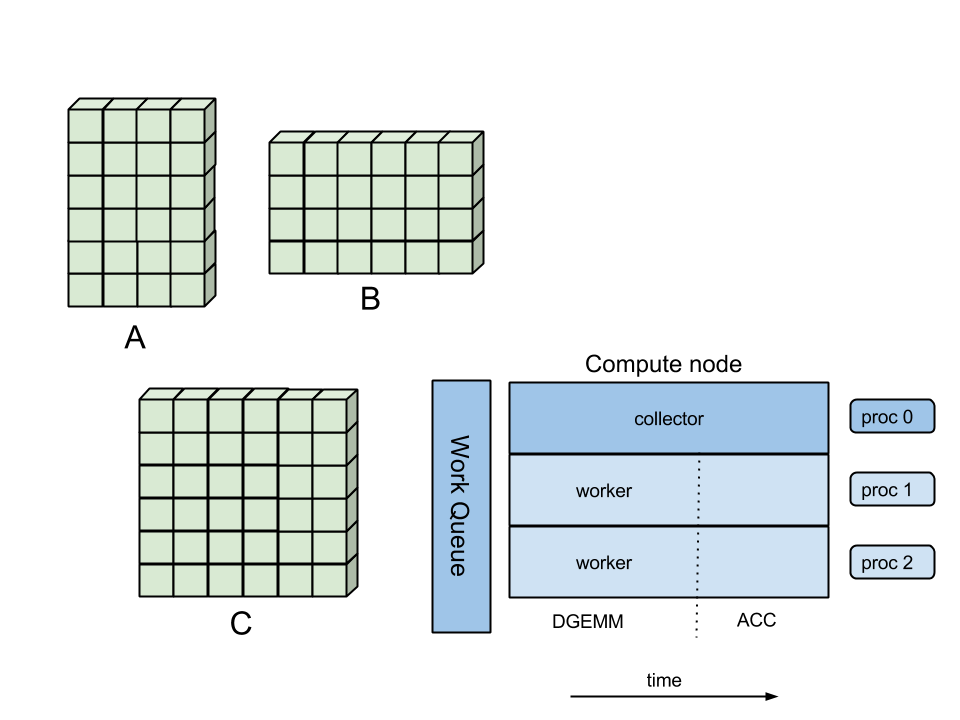 A
B
C
Compute node
Work Queue
collector
proc 0
worker
proc 1
worker
proc 2
DGEMM
ACC
time